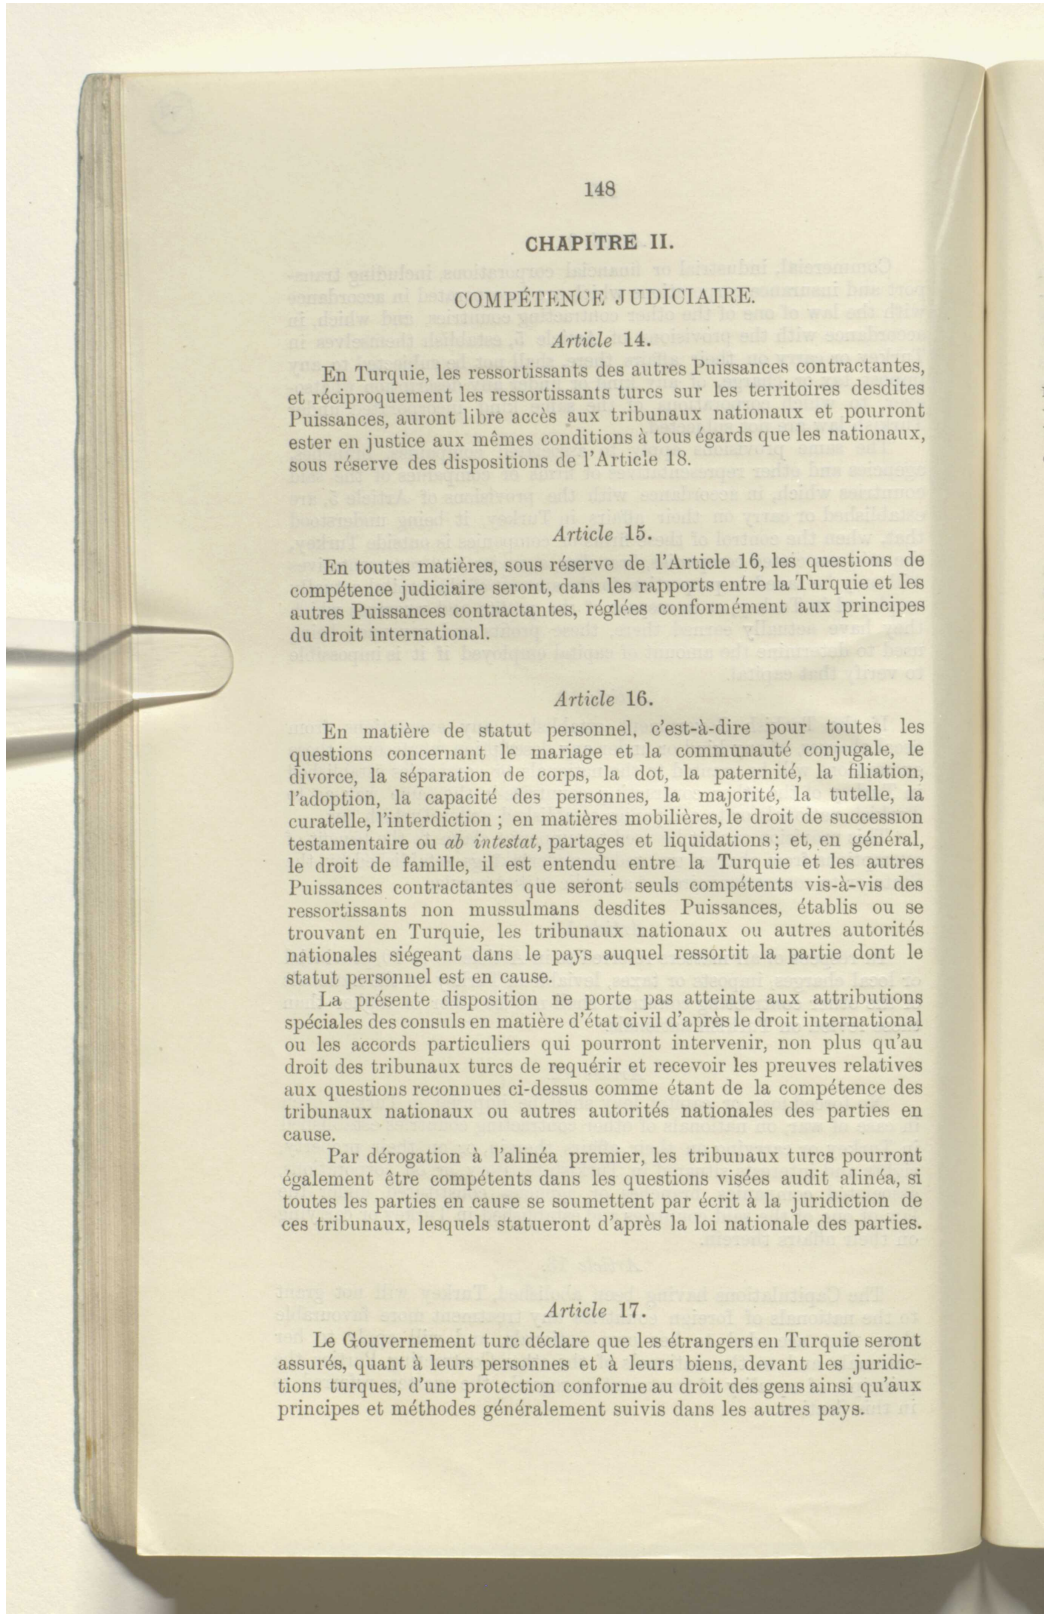 148
CHAPITRE II.
COMPÉTENCE JUDICIAIRE.
Article 14.
En Turquie, les ressortissants des autres Puissances contractantes,
et réciproquement les ressortissants turcs sur les territoires desdites
Puissances, auront libre accès aux tribunaux nationaux et pourront
ester en justice aux mêmes conditions à tous égards que les nationaux,
sous réserve des dispositions de l'Article 18.
Article 15.
En toutes matières, sous réserve de l'Article 16, les questions de
compétence judiciaire seront, dans les rapports entre la Turquie et les
autres Puissances contractantes, réglées conformément aux principes
du droit international.
Article 16.
En matière de statut personnel, c'est-à-dire pour toutes les
questions concernant le mariage et la communauté conjugale, le
divorce, la séparation de corps, la dot, la paternité, la filiation,
l'adoption, la capacité des personnes, la majorité, la tutelle, la
curatelle, l'interdiction ; en matières mobilières, le droit de succession
testamentaire ou ab intestat, partages et liquidations ; et, en général,
le droit de famille, il est entendu entre la Turquie et les autres
Puissances contractantes que seront seuls compétents vis-à-vis des
ressortissants non mussulmans desdites Puissances, établis ou se
trouvant en Turquie, les tribunaux nationaux ou autres autorités
nationales siégeant dans le pays auquel ressortit la partie dont le
statut personnel est en cause.
La présente disposition ne porte pas atteinte aux attributions
spéciales des consuls en matière d'état civil d'après le droit international
ou les accords particuliers qui pourront intervenir, non plus qu'au
droit des tribunaux turcs de requérir et recevoir les preuves relatives
aux questions reconnues ci-dessus comme étant de la compétence des
tribunaux nationaux ou autres autorités nationales des parties en
cause.
Par dérogation à l'alinéa premier, les tribunaux turcs pourront
également être compétents dans les questions visées audit alinéa, si
toutes les parties en cause se soumettent par écrit à la juridiction de
ces tribunaux, lesquels statueront d'après la loi nationale des parties.
Article 17.
Le Gouvernement turc déclare que les étrangers en Turquie seront
assurés, quant à leurs personnes et à leurs biens, devant les juridic-
tions turques, d'une protection conforme au droit des gens ainsi qu'aux
principes et méthodes généralement suivis dans les autres pays.